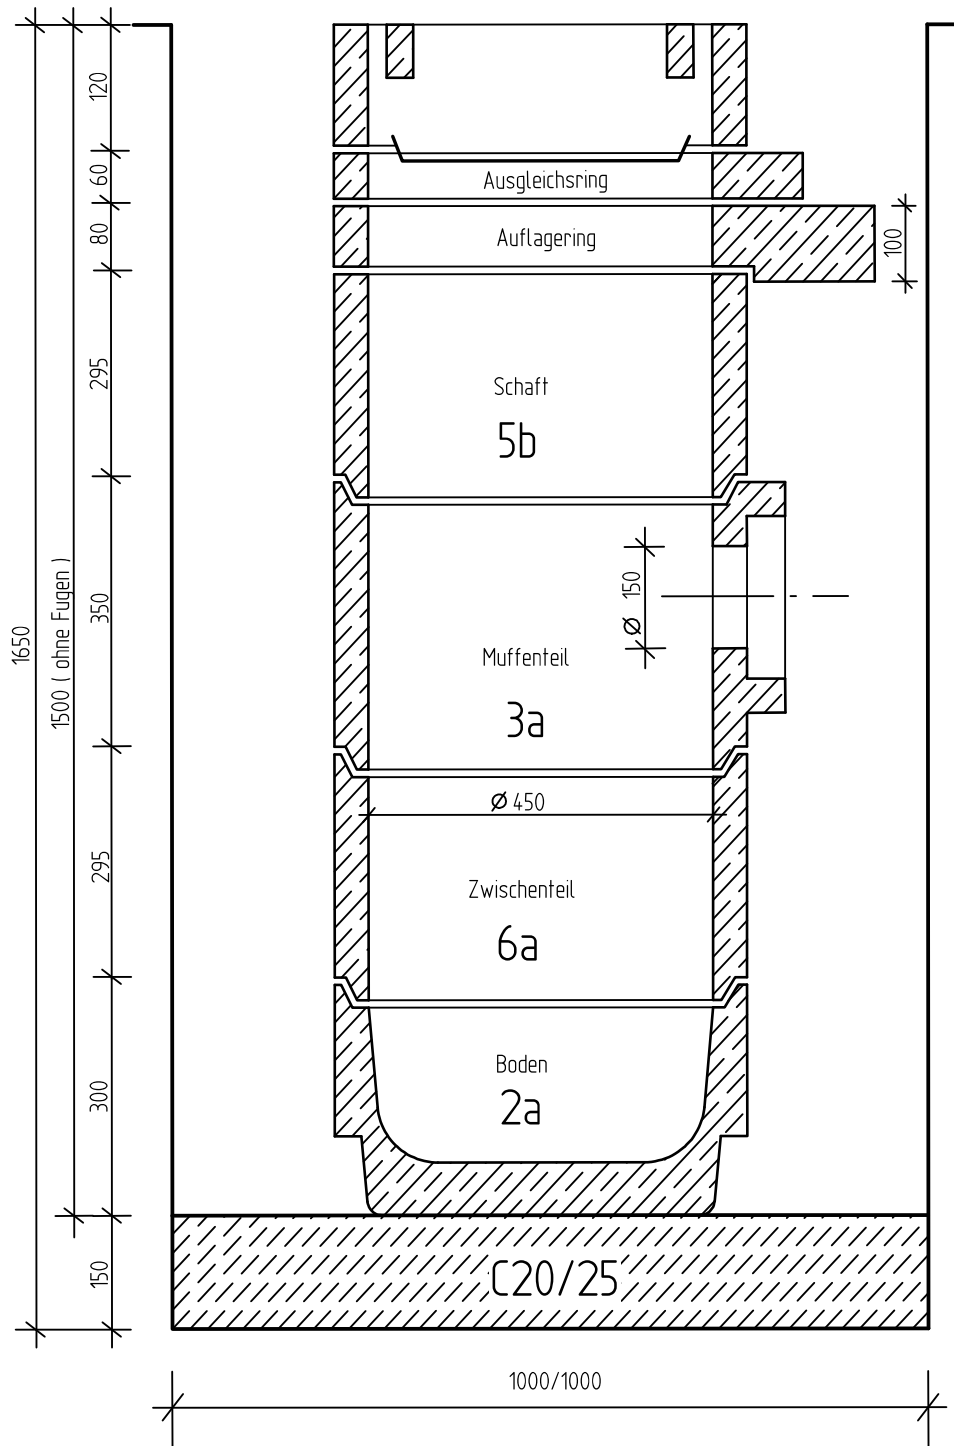 120
Ausgleichsring
60
Auflagering
80
100
295
Schaft
5b
1650
1500 ( ohne Fugen )
350
Ø 150
Muffenteil
3a
Ø 450
295
Zwischenteil
6a
300
Boden
2a
150
C20/25
1000/1000